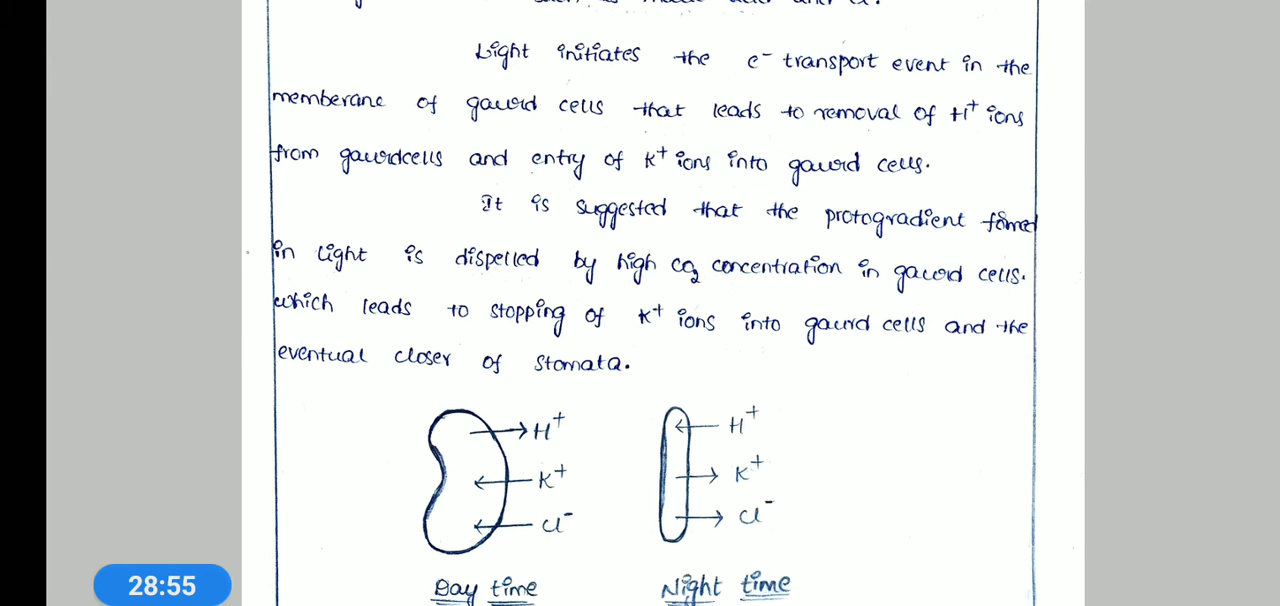 Light initiates the e⁻ transport event in the
memberane of gaurd cells that leads to removal of H⁺ ions
from gaurdcells and entry of K⁺ ions into gaurd cells.
It is suggested that the protogradient fomed
in light is dispelled by high CO₂ concentration in gaurd cells.
which leads to stopping of K⁺ ions into gaurd cells and the
eventual closer of stomata.
H⁺ H⁺
K⁺ K⁺
Cl⁻ Cl⁻
Day time Night time
28:55